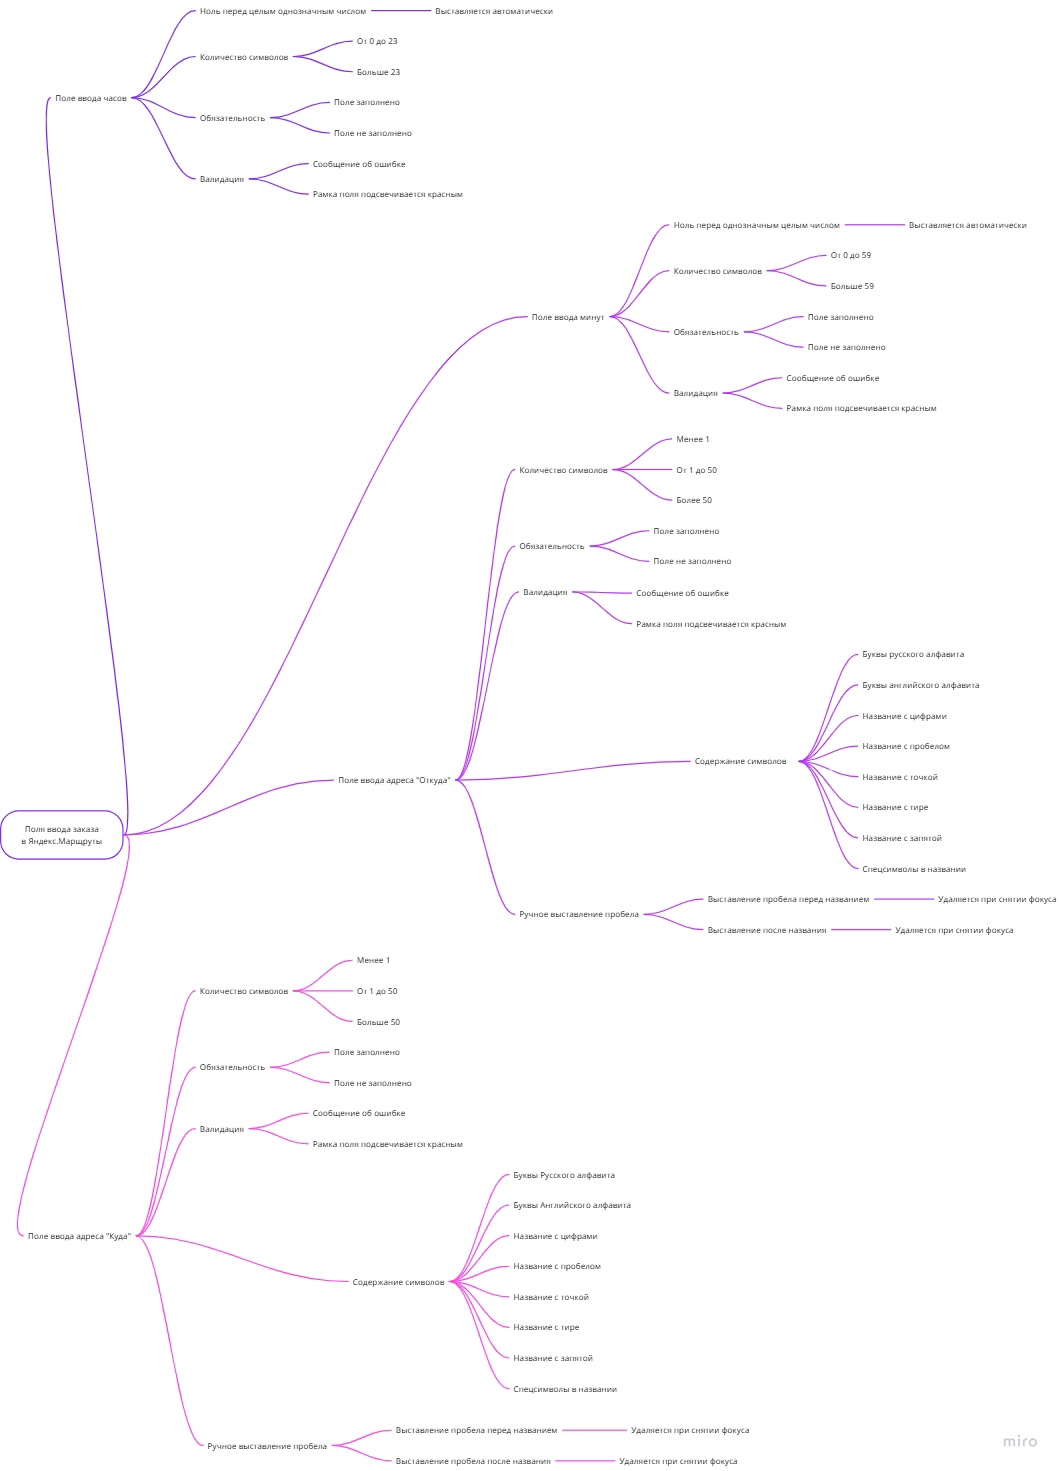 Ноль перед целым однозначным числом
Выставляется автоматически
От 0 до 23
Количество символов
Больше 23
Поле ввода часов
Поле заполнено
Обязательность
Поле не заполнено
Сообщение об ошибке
Валидация
Рамка поля подсвечивается красным
Ноль перед однозначным целым числом
Выставляется автоматически
От 0 до 59
Количество символов
Больше 59
Поле ввода минут
Поле заполнено
Обязательность
Поле не заполнено
Сообщение об ошибке
Валидация
Рамка поля подсвечивается красным
Менее 1
Количество символов
От 1 до 50
Более 50
Поле заполнено
Обязательность
Поле не заполнено
Валидация
Сообщение об ошибке
Рамка поля подсвечивается красным
Буквы русского алфавита
Буквы английского алфавита
Название с цифрами
Название с пробелом
Содержание символов
Название с точкой
Поле ввода адреса "Откуда"
Название с тире
Название с запятой
Спецсимволы в названии
Поля ввода заказа
в Яндекс.Марщруты
Выставление пробела перед названием
Удаляется при снятии фокуса
Ручное выставление пробела
Выставление после названия
Удаляется при снятии фокуса
Менее 1
Количество символов
От 1 до 50
Больше 50
Поле заполнено
Обязательность
Поле не заполнено
Сообщение об ошибке
Валидация
Рамка поля подсвечивается красным
Буквы Русского алфавита
Буквы Английского алфавита
Поле ввода адреса "Куда"
Название с цифрами
Название с пробелом
Содержание символов
Название с точкой
Название с тире
Название с запятой
Спецсимволы в названии
Выставление пробела перед названием
Удаляется при снятии фокуса
Ручное выставление пробела
Выставление пробела после названия
Удаляется при снятии фокуса
miro